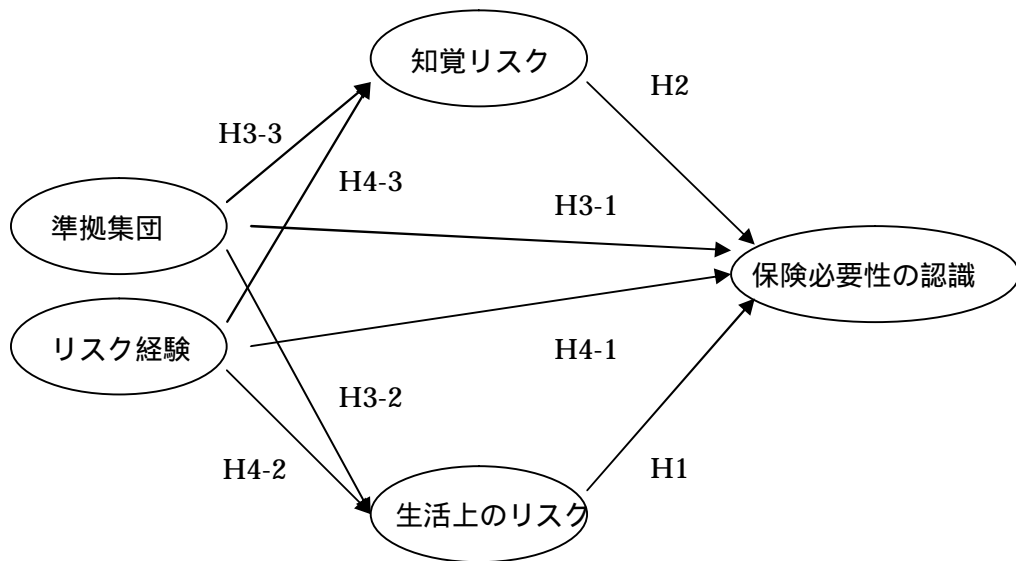 知覚リスク
H2
H3-3
H4-3
H3-1
準拠集団
保険必要性の認識
リスク経験
H4-1
H3-2
H4-2
H1
生活上のリスク